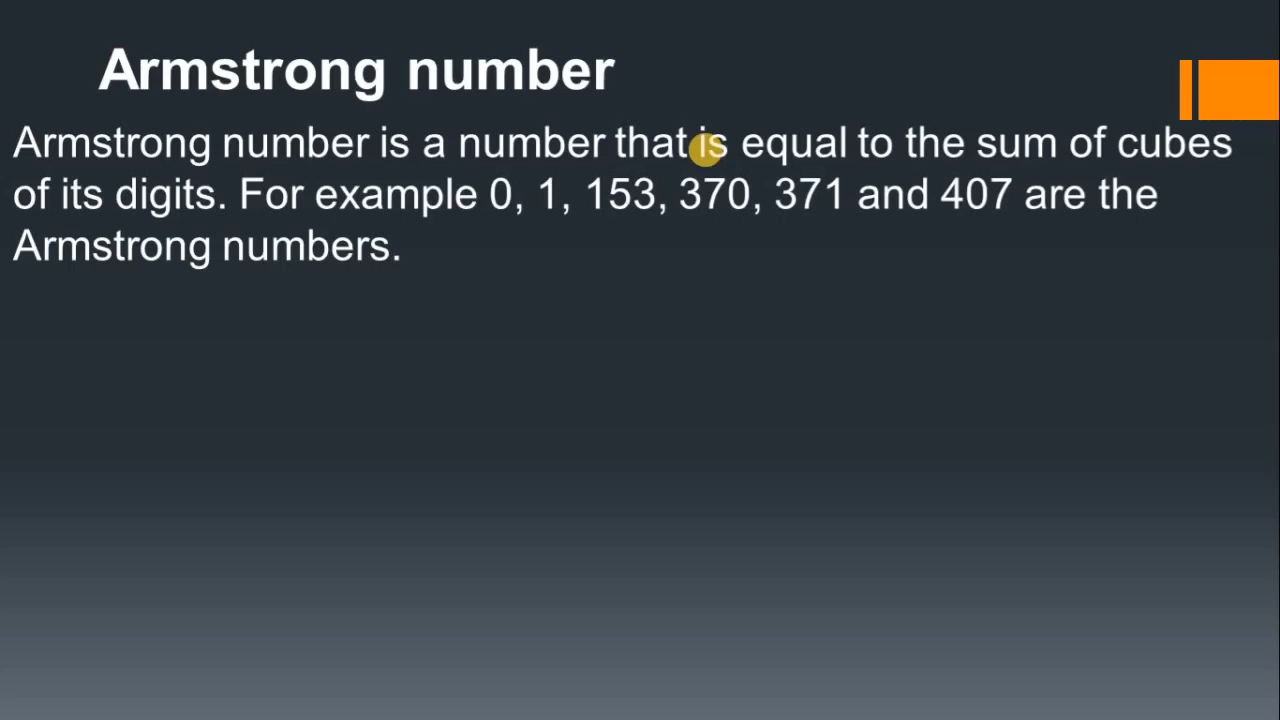 Armstrong number
Armstrong number is a number that is equal to the sum of cubes
of its digits. For example 0, 1, 153, 370, 371 and 407 are the
Armstrong numbers.